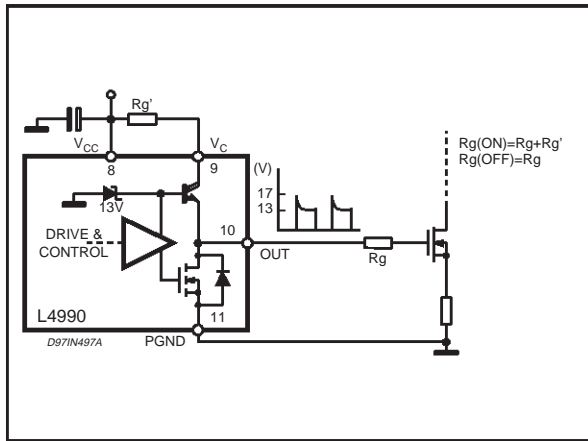 Rg'
VCC
8
VC
9
(V)
17
13
Rg(ON)=Rg+Rg'
Rg(OFF)=Rg
13V
DRIVE &
CONTROL
10
OUT
Rg
L4990
11
D97IN497A
PGND